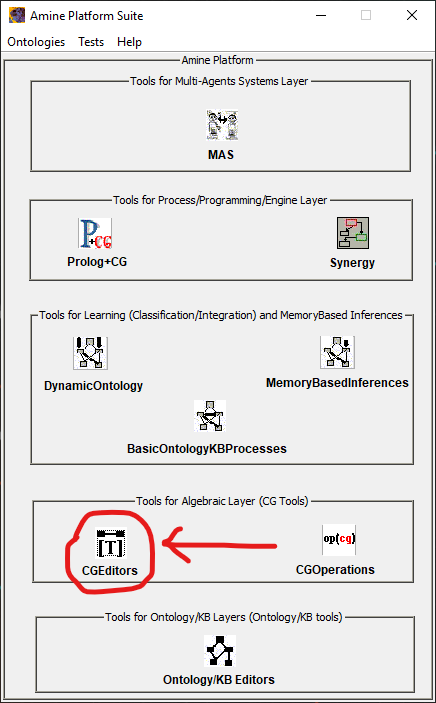 Amine Platform Suite
Ontologies Tests Help
Amine Platform
Tools for Multi-Agents Systems Layer
MAS
Tools for Process/Programming/Engine Layer
P+CG
Prolog+CG
Synergy
Tools for Learning (Classification/Integration) and MemoryBased Inferences
DynamicOntology
MemoryBasedInferences
BasicOntologyKBProcesses
Tools for Algebraic Layer (CG Tools)
[T]
op(cg)
CGEditors
CGOperations
Tools for Ontology/KB Layers (Ontology/KB tools)
Ontology/KB Editors